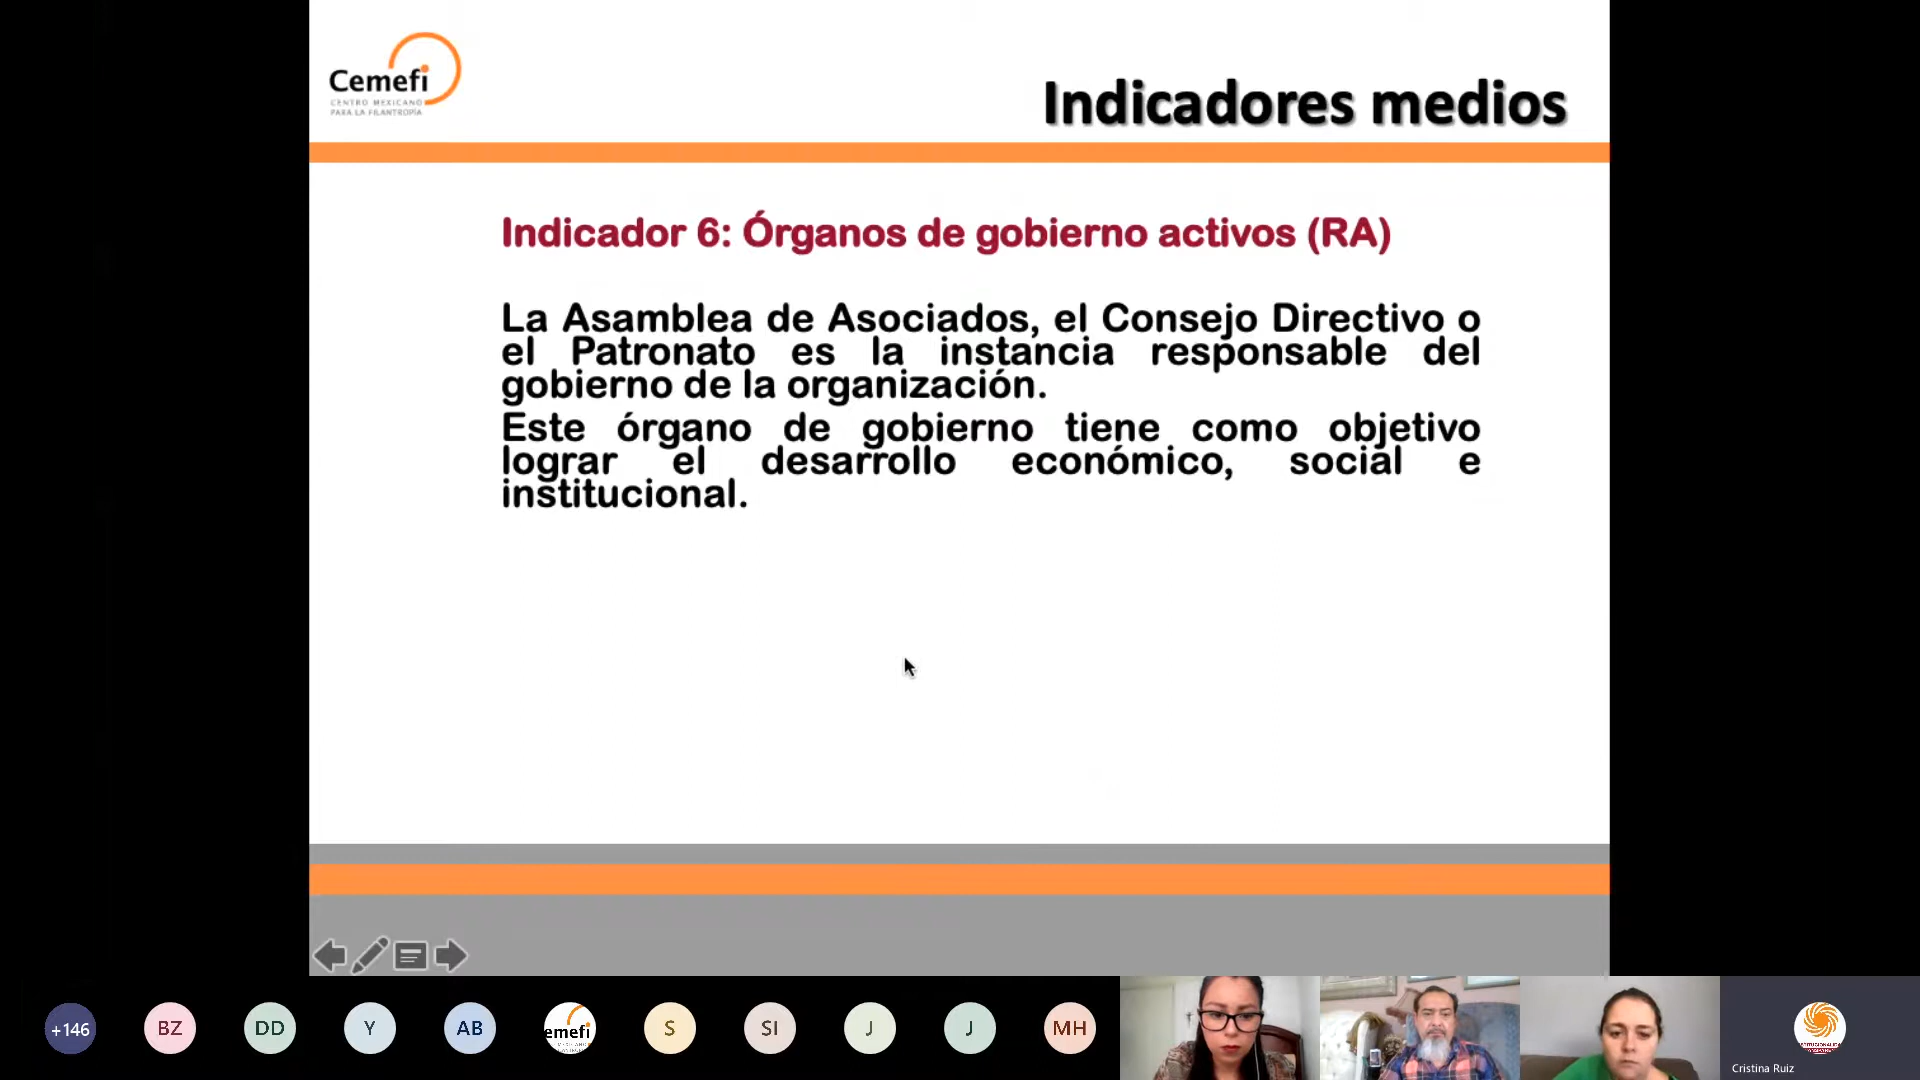 Cemefi
CENTRO MEXICANO
PARA LA FILANTROPÍA
Indicadores medios
Indicador 6: Órganos de gobierno activos (RA)
La Asamblea de Asociados, el Consejo Directivo o
el Patronato es la instancia responsable del
gobierno de la organización.
Este órgano de gobierno tiene como objetivo
lograr el desarrollo económico, social e
institucional.
+146
BZ
DD
Y
AB
emefi
S
SI
J
J
MH
Cristina Ruiz